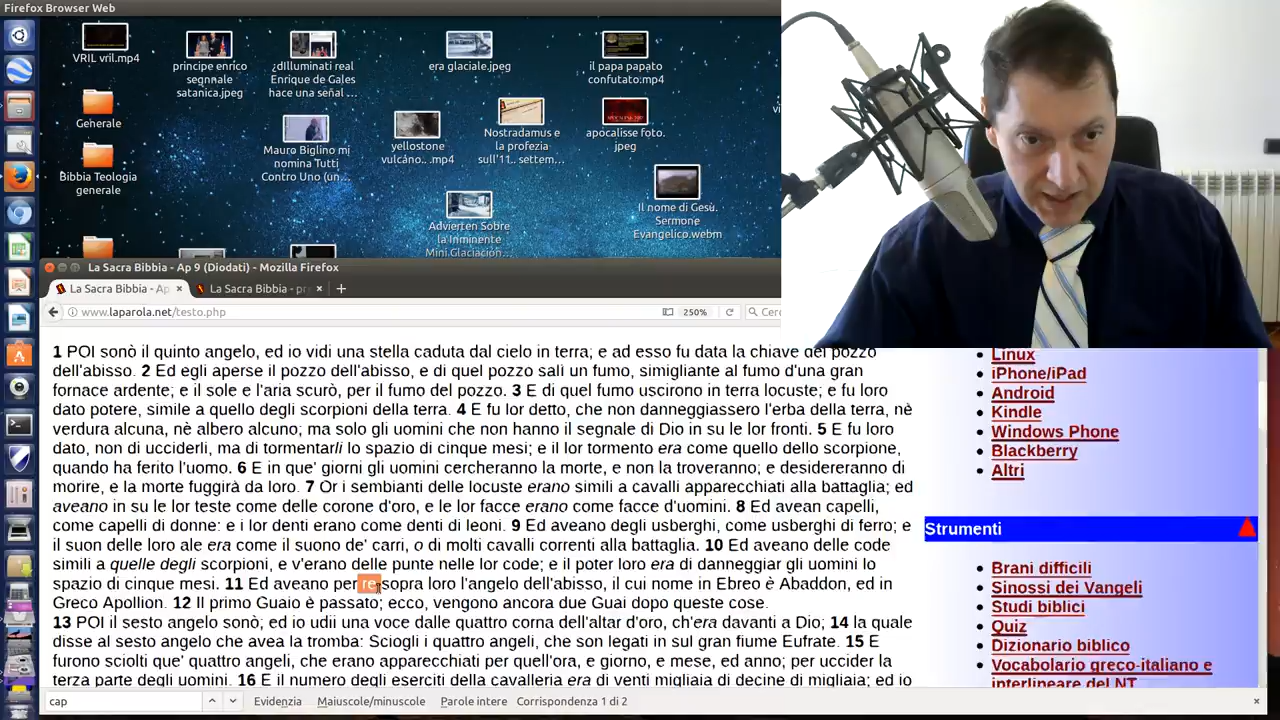 Firefox Browser Web
VRIL vril.mp4
principe enrico
segnnale
satanica.jpeg
¿dIlluminati real
Enrique de Gales
hace una señal ...
era glaciale.jpeg
il papa papato
confutato.mp4
Generale
Mauro Biglino mi
nomina Tutti
Contro Uno (un...
yellostone
vulcáno.. .mp4
Nostradamus e
la profezia
sull'11.. settem...
apocalisse foto.
jpeg
Bibbia Teologia
generale
Advierten Sobre
la Inminente
Mini Glaciación...
Il nome di Gesù.
Sermone
Evangelico.webm
La Sacra Bibbia - Ap 9 (Diodati) - Mozilla Firefox
La Sacra Bibbia - Ap
La Sacra Bibbia - pr
www.laparola.net/testo.php
250%
Cerc
1 POI sonò il quinto angelo, ed io vidi una stella caduta dal cielo in terra; e ad esso fu data la chiave del pozzo
dell'abisso. 2 Ed egli aperse il pozzo dell'abisso, e di quel pozzo salì un fumo, simigliante al fumo d'una gran
fornace ardente; e il sole e l'aria scurò, per il fumo del pozzo. 3 E di quel fumo uscirono in terra locuste; e fu loro
dato potere, simile a quello degli scorpioni della terra. 4 E fu lor detto, che non danneggiassero l'erba della terra, nè
verdura alcuna, nè albero alcuno; ma solo gli uomini che non hanno il segnale di Dio in su le lor fronti. 5 E fu loro
dato, non di ucciderli, ma di tormentarli lo spazio di cinque mesi; e il lor tormento era come quello dello scorpione,
quando ha ferito l'uomo. 6 E in que' giorni gli uomini cercheranno la morte, e non la troveranno; e desidereranno di
morire, e la morte fuggirà da loro. 7 Or i sembianti delle locuste erano simili a cavalli apparecchiati alla battaglia; ed
aveano in su le lor teste come delle corone d'oro, e le lor facce erano come facce d'uomini. 8 Ed avean capelli,
come capelli di donne: e i lor denti erano come denti di leoni. 9 Ed aveano degli usberghi, come usberghi di ferro; e
il suon delle loro ale era come il suono de' carri, o di molti cavalli correnti alla battaglia. 10 Ed aveano delle code
simili a quelle degli scorpioni, e v'erano delle punte nelle lor code; e il poter loro era di danneggiar gli uomini lo
spazio di cinque mesi. 11 Ed aveano per re sopra loro l'angelo dell'abisso, il cui nome in Ebreo è Abaddon, ed in
Greco Apollion. 12 Il primo Guaio è passato; ecco, vengono ancora due Guai dopo queste cose.
13 POI il sesto angelo sonò; ed io udii una voce dalle quattro corna dell'altar d'oro, ch'era davanti a Dio; 14 la quale
disse al sesto angelo che avea la tromba: Sciogli i quattro angeli, che son legati in sul gran fiume Eufrate. 15 E
furono sciolti que' quattro angeli, che erano apparecchiati per quell'ora, e giorno, e mese, ed anno; per uccider la
terza parte degli uomini. 16 E il numero degli eserciti della cavalleria era di venti migliaia di decine di migliaia; ed io
Linux
iPhone/iPad
Android
Kindle
Windows Phone
Blackberry
Altri
Strumenti
Brani difficili
Sinossi dei Vangeli
Studi biblici
Quiz
Dizionario biblico
Vocabolario greco-italiano e
interlineare del NT
cap
Evidenzia
Maiuscole/minuscole
Parole intere
Corrispondenza 1 di 2